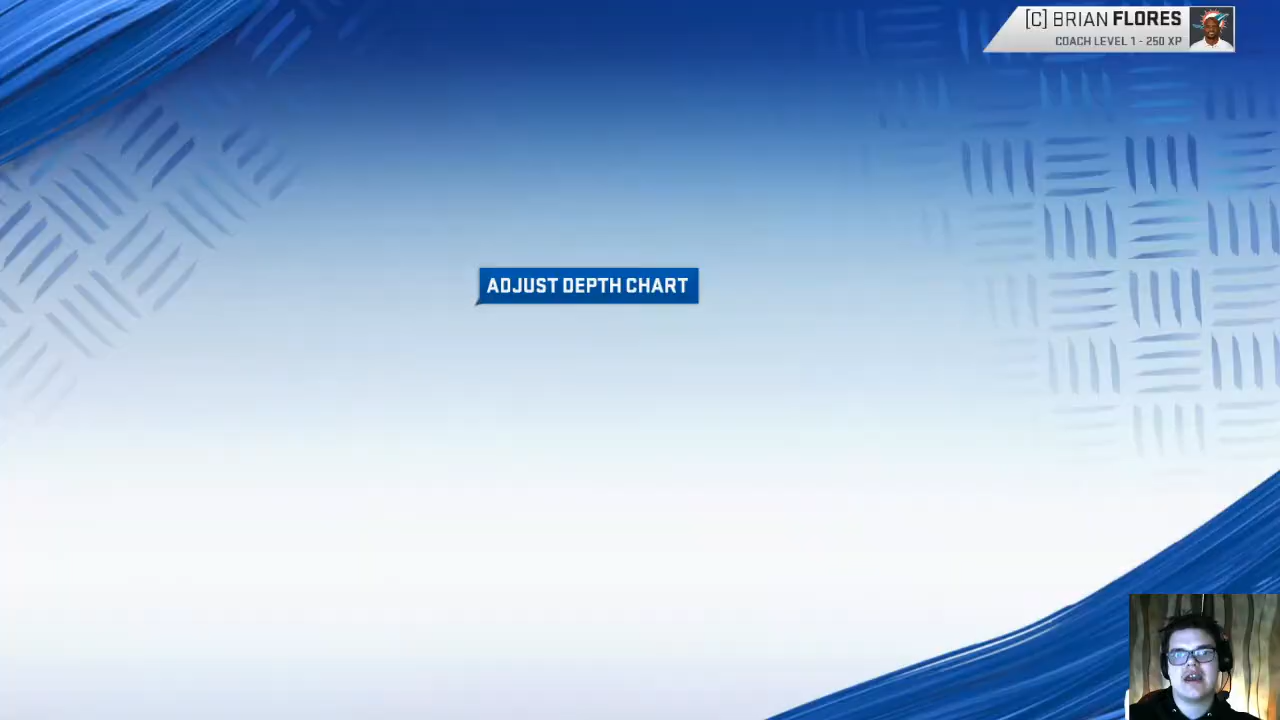 [C] BRIAN FLORES
COACH LEVEL 1 - 250 XP
ADJUST DEPTH CHART